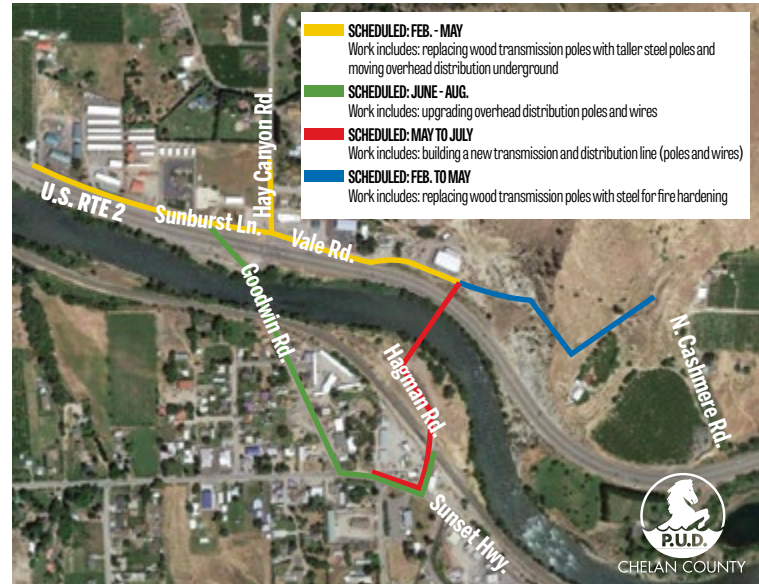 SCHEDULED: FEB. - MAY
Work includes: replacing wood transmission poles with taller steel poles and
moving overhead distribution underground
SCHEDULED: JUNE - AUG.
Work includes: upgrading overhead distribution poles and wires
SCHEDULED: MAY TO JULY
Work includes: building a new transmission and distribution line (poles and wires)
SCHEDULED: FEB. TO MAY
Work includes: replacing wood transmission poles with steel for fire hardening
Hay Canyon Rd.
U.S. RTE 2
Sunburst Ln.
Vale Rd.
Goodwin Rd.
Hagman Rd.
N. Cashmere Rd.
Sunset Hwy.
P.U.D.
CHELAN COUNTY